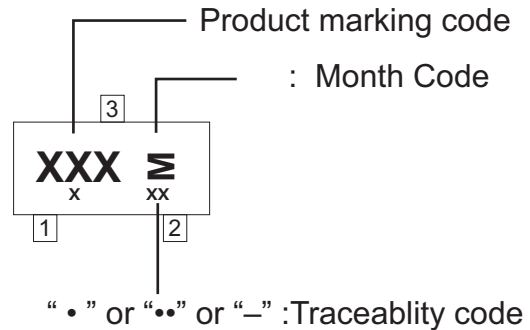 Product marking code
: Month Code
3
XXX M
x xx
1 2
“ • ” or “••” or “–” :Traceablity code